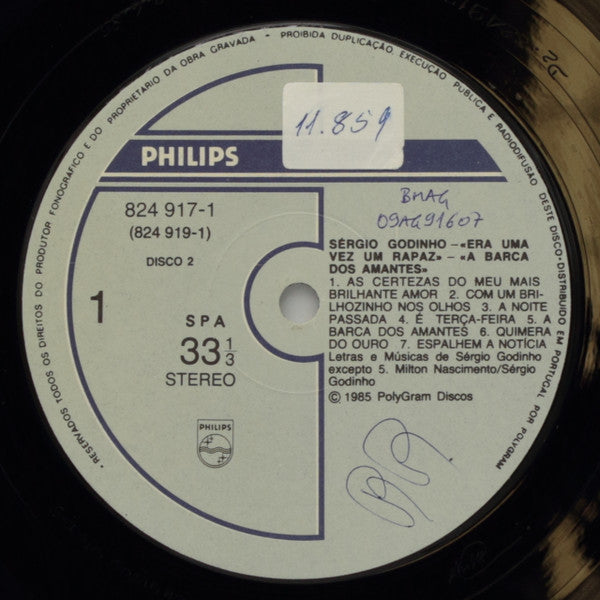 • RESERVADOS TODOS OS DIREITOS DO PRODUTOR FONOGRÁFICO E DO PROPRIETÁRIO DA OBRA GRAVADA • PROIBIDA DUPLICAÇÃO, EXECUÇÃO PÚBLICA E RADIODIFUSÃO DESTE DISCO • DISTRIBUÍDO EM PORTUGAL POR POLYGRAM
11.859
PHILIPS
BMAG
09AG91607
824 917-1
(824 919-1)
DISCO 2
1
SPA
33 1/3
STEREO
PHILIPS
SÉRGIO GODINHO – «ERA UMA
VEZ UM RAPAZ» – «A BARCA
DOS AMANTES»
1. AS CERTEZAS DO MEU MAIS
BRILHANTE AMOR 2. COM UM BRI-
LHOZINHO NOS OLHOS 3. A NOITE
PASSADA 4. É TERÇA-FEIRA 5. A
BARCA DOS AMANTES 6. QUIMERA
DO OURO 7. ESPALHEM A NOTÍCIA
Letras e Músicas de Sérgio Godinho
excepto 5. Milton Nascimento/Sérgio
Godinho
Ⓒ 1985 PolyGram Discos